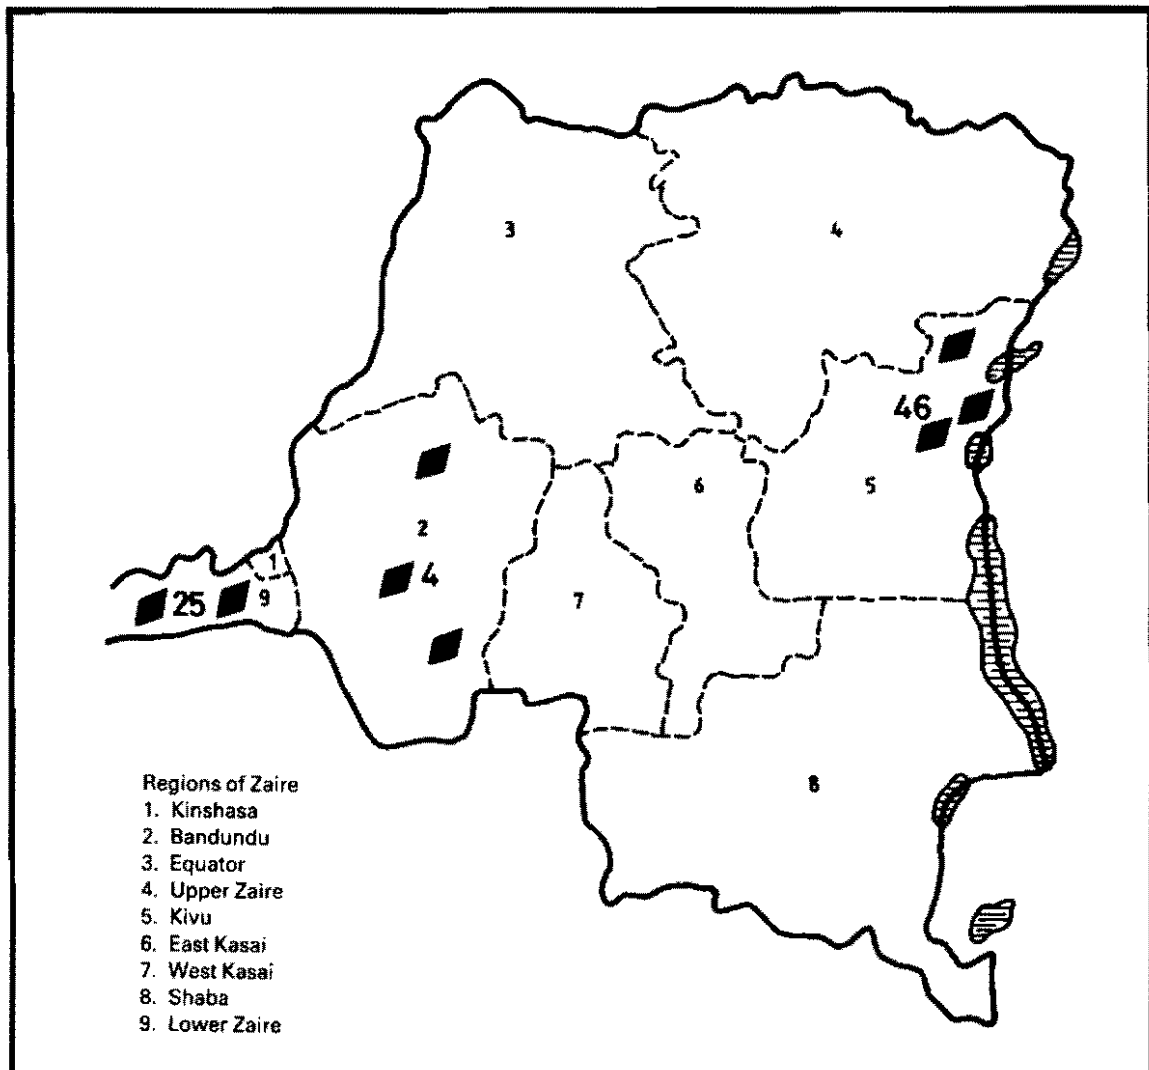 3
4
46
6
5
2
1
4
25
9
7
8
Regions of Zaire
1. Kinshasa
2. Bandundu
3. Equator
4. Upper Zaire
5. Kivu
6. East Kasai
7. West Kasai
8. Shaba
9. Lower Zaire